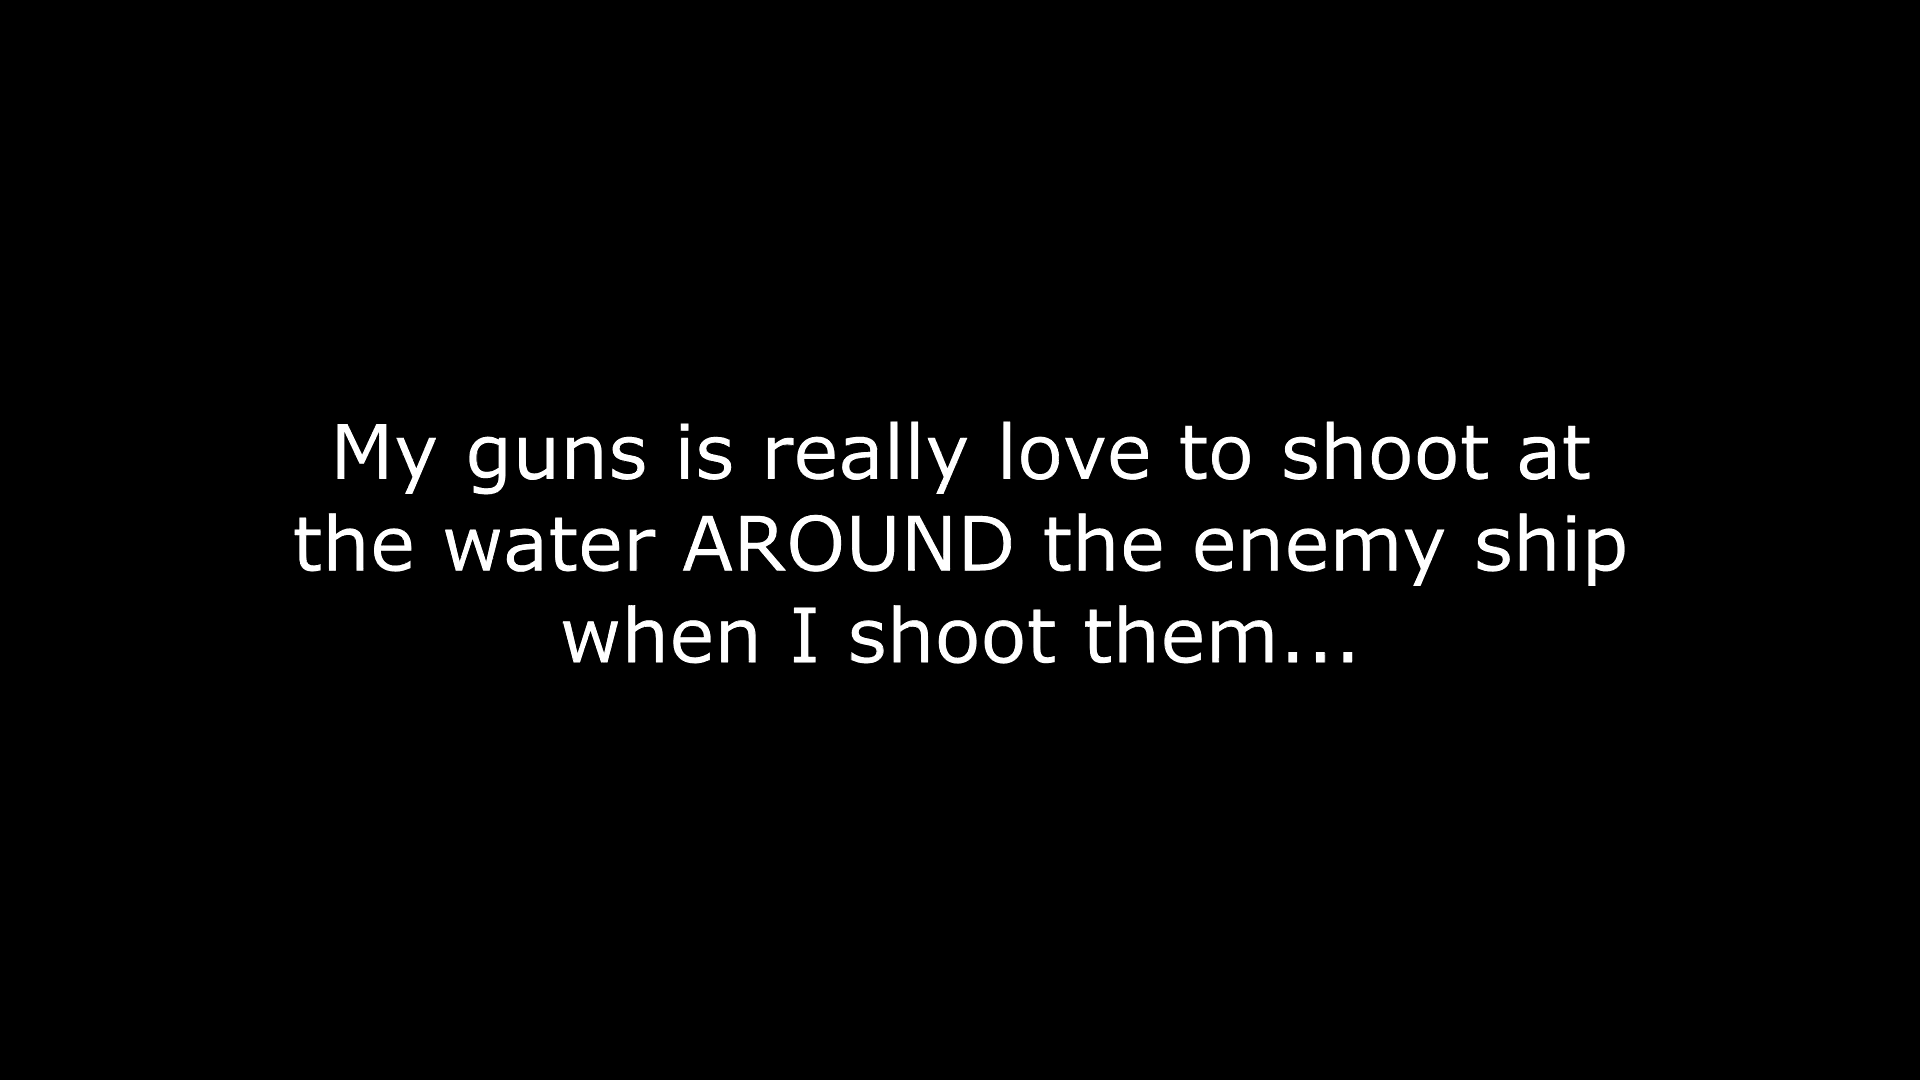 My guns is really love to shoot at
the water AROUND the enemy ship
when I shoot them...